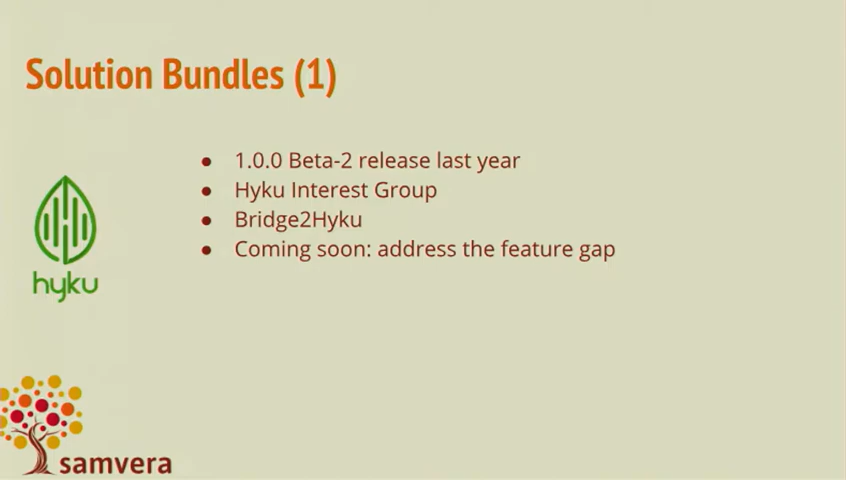 Solution Bundles (1)
● 1.0.0 Beta-2 release last year
● Hyku Interest Group
● Bridge2Hyku
● Coming soon: address the feature gap
hyku
samvera